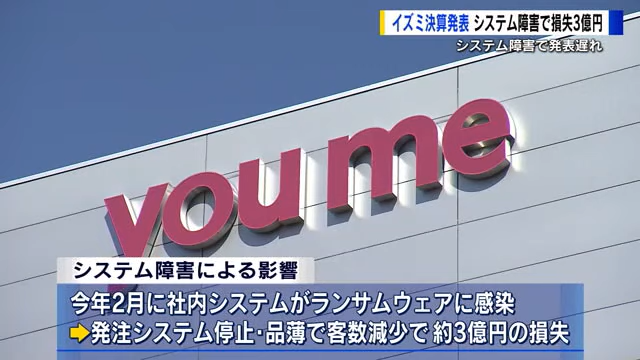 イズミ決算発表 システム障害で損失3億円
システム障害で発表遅れ
you me
システム障害による影響
今年2月に社内システムがランサムウェアに感染
➡発注システム停止・品薄で客数減少で 約3億円の損失